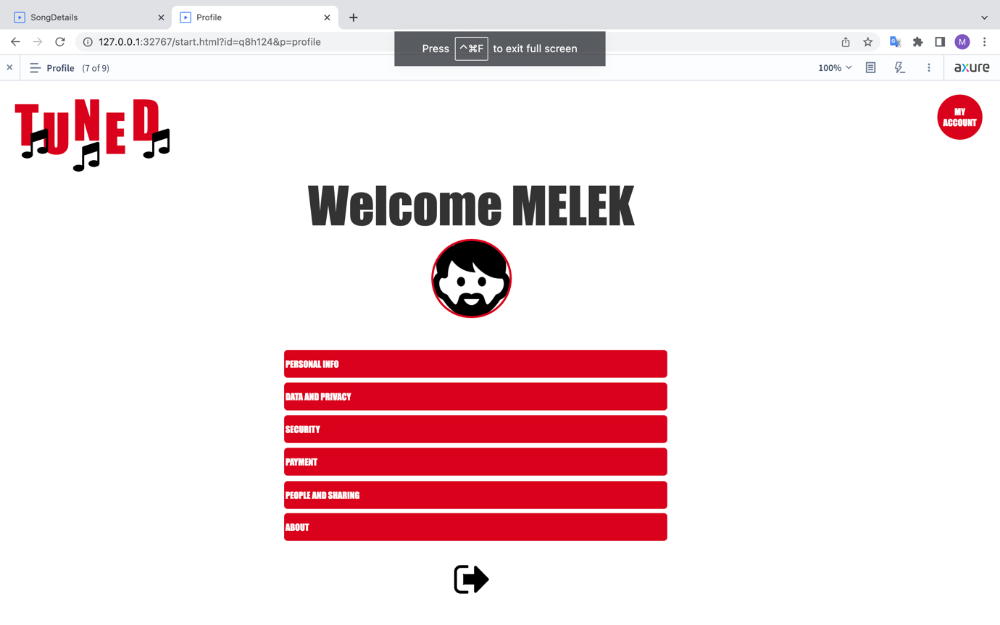 SongDetails
Profile
127.0.0.1:32767/start.html?id=q8h124&p=profile
Press ^⌘F to exit full screen
M
Profile (7 of 9)
100%
axure
TUNED
MY
ACCOUNT
Welcome MELEK
PERSONAL INFO
DATA AND PRIVACY
SECURITY
PAYMENT
PEOPLE AND SHARING
ABOUT